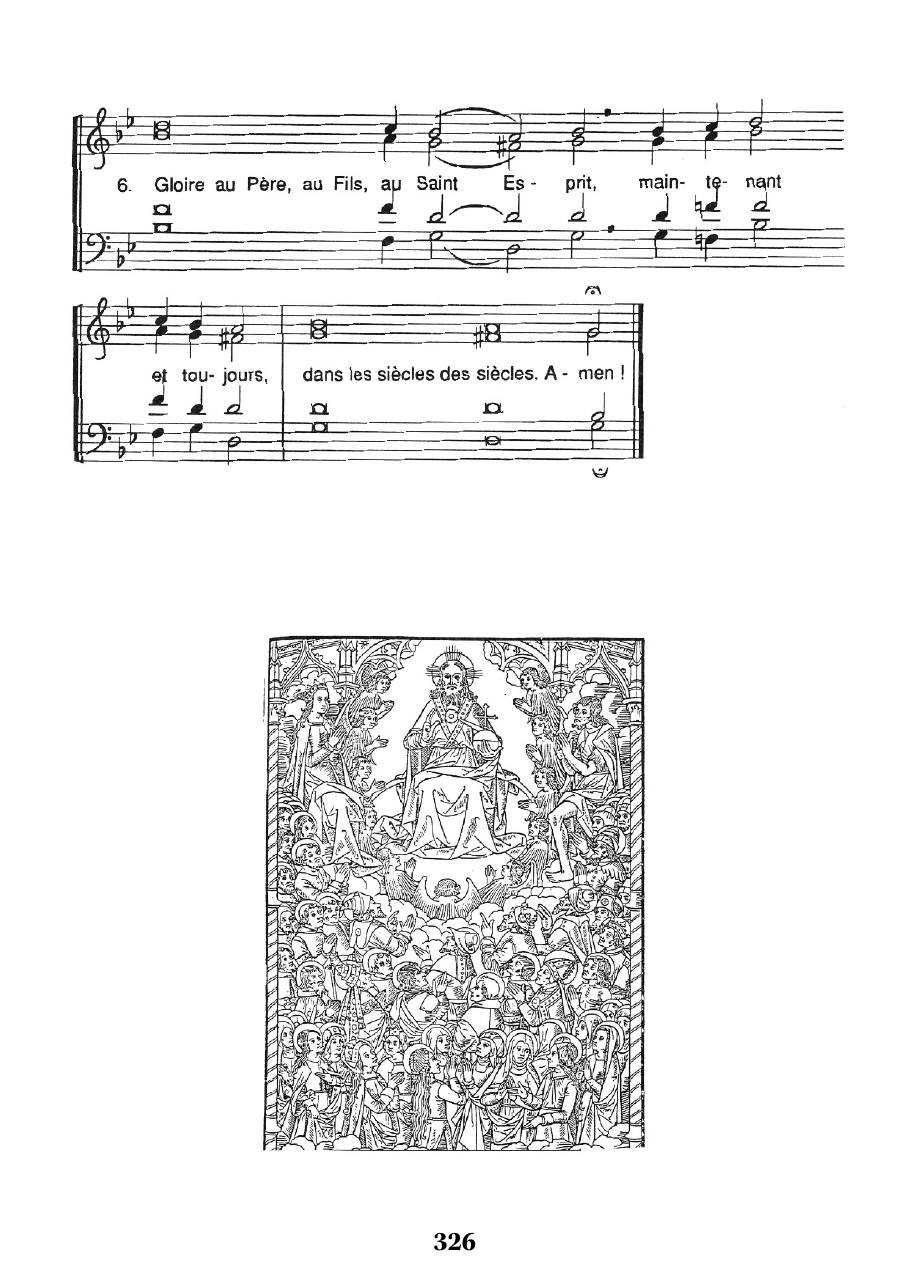 6. Gloire au Père, au Fils, au Saint Es - prit, main- te- nant
et tou- jours, dans les siècles des siècles. A - men !
326